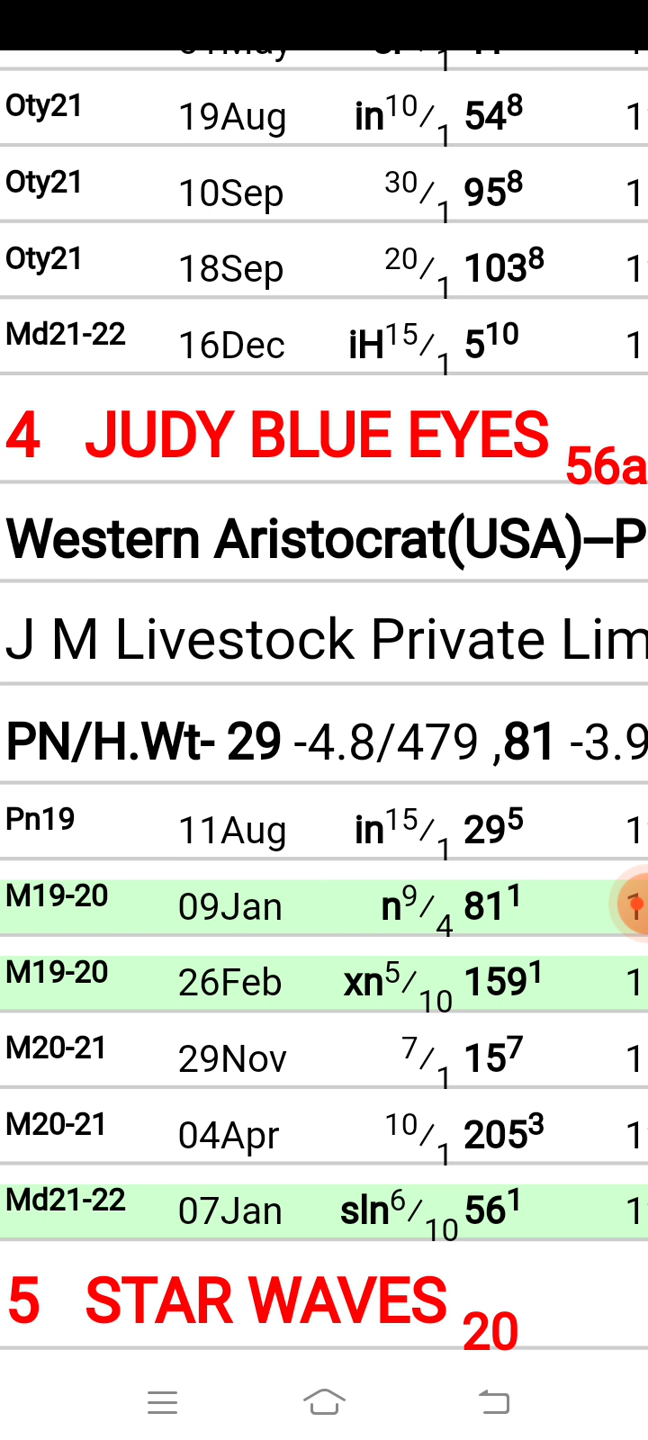 Oty21 19Aug in10/1 548 1
Oty21 10Sep 30/1 958 1
Oty21 18Sep 20/1 1038 1
Md21-22 16Dec iH15/1 510 1
4 JUDY BLUE EYES 56a
Western Aristocrat(USA)–P
J M Livestock Private Lim
PN/H.Wt- 29 -4.8/479 ,81 -3.9
Pn19 11Aug in15/1 295 1
M19-20 09Jan n9/4 811 1
M19-20 26Feb xn5/10 1591 1
M20-21 29Nov 7/1 157 1
M20-21 04Apr 10/1 2053 1
Md21-22 07Jan sln6/10 561 1
5 STAR WAVES 20